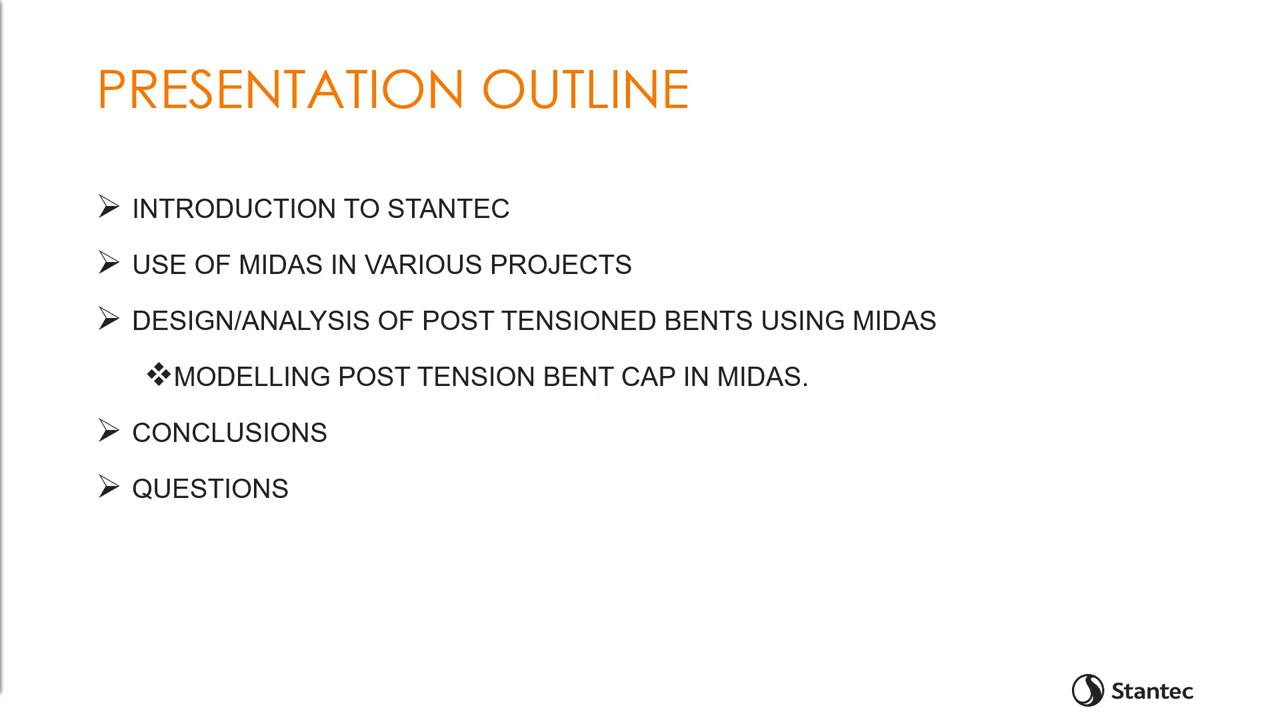 PRESENTATION OUTLINE
INTRODUCTION TO STANTEC
USE OF MIDAS IN VARIOUS PROJECTS
DESIGN/ANALYSIS OF POST TENSIONED BENTS USING MIDAS
MODELLING POST TENSION BENT CAP IN MIDAS.
CONCLUSIONS
QUESTIONS
Stantec